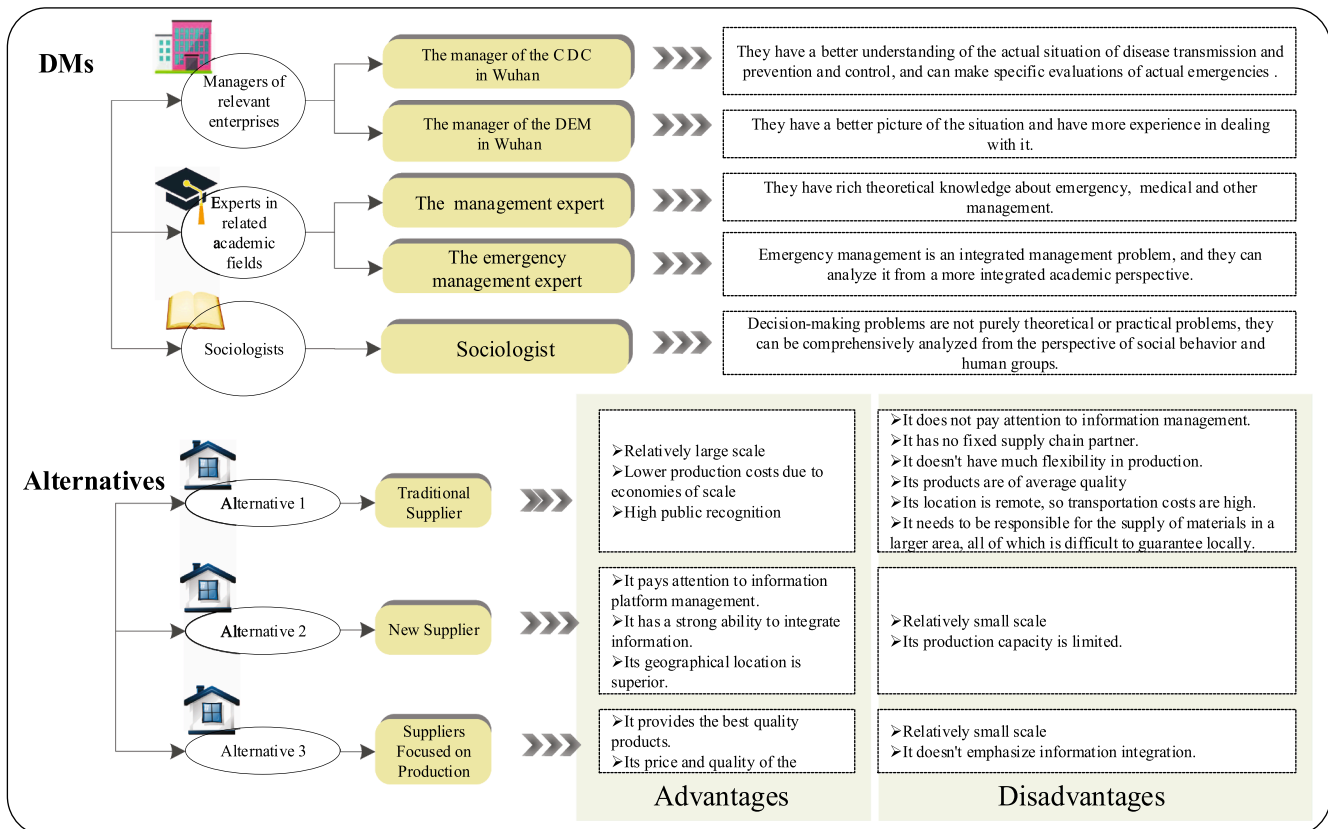 DMs
Managers of
relevant
enterprises
The manager of the CDC
in Wuhan
They have a better understanding of the actual situation of disease transmission and
prevention and control, and can make specific evaluations of actual emergencies .
The manager of the DEM
in Wuhan
They have a better picture of the situation and have more experience in dealing
with it.
Experts in
related
academic
fields
The management expert
They have rich theoretical knowledge about emergency, medical and other
management.
The emergency
management expert
Emergency management is an integrated management problem, and they can
analyze it from a more integrated academic perspective.
Sociologists
Sociologist
Decision-making problems are not purely theoretical or practical problems, they
can be comprehensively analyzed from the perspective of social behavior and
human groups.
Alternatives
Alternative 1
Traditional
Supplier
➢Relatively large scale
➢Lower production costs due to
economies of scale
➢High public recognition
➢It does not pay attention to information management.
➢It has no fixed supply chain partner.
➢It doesn't have much flexibility in production.
➢Its products are of average quality
➢Its location is remote, so transportation costs are high.
➢It needs to be responsible for the supply of materials in a
larger area, all of which is difficult to guarantee locally.
Alternative 2
New Supplier
➢It pays attention to information
platform management.
➢It has a strong ability to integrate
information.
➢Its geographical location is
superior.
➢Relatively small scale
➢Its production capacity is limited.
Alternative 3
Suppliers
Focused on
Production
➢It provides the best quality
products.
➢Its price and quality of the
➢Relatively small scale
➢It doesn't emphasize information integration.
Advantages
Disadvantages